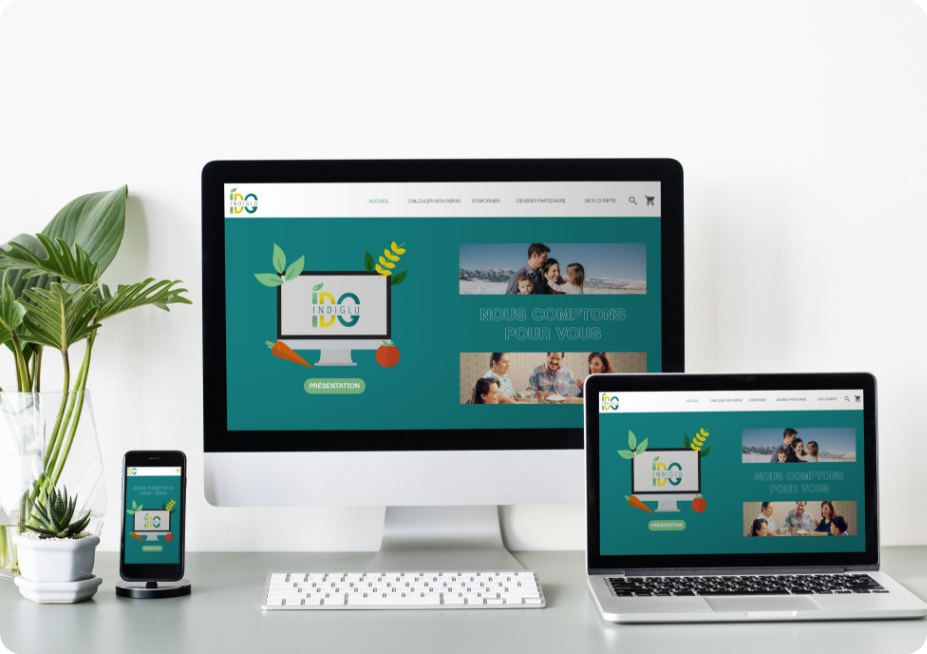 IDG
INDIGLU
ACCUEIL
CALCULER MON REPAS
S'INFORMER
DEVENIR PARTENAIRE
MON COMPTE
IDG
INDIGLU
PRÉSENTATION
NOUS COMPTONS
POUR VOUS
IDG
ACCUEIL
CALCULER MON REPAS
S'INFORMER
DEVENIR PARTENAIRE
MON COMPTE
IDG
INDIGLU
PRÉSENTATION
NOUS COMPTONS
POUR VOUS
NOUS COMPTONS
POUR VOUS
IDG